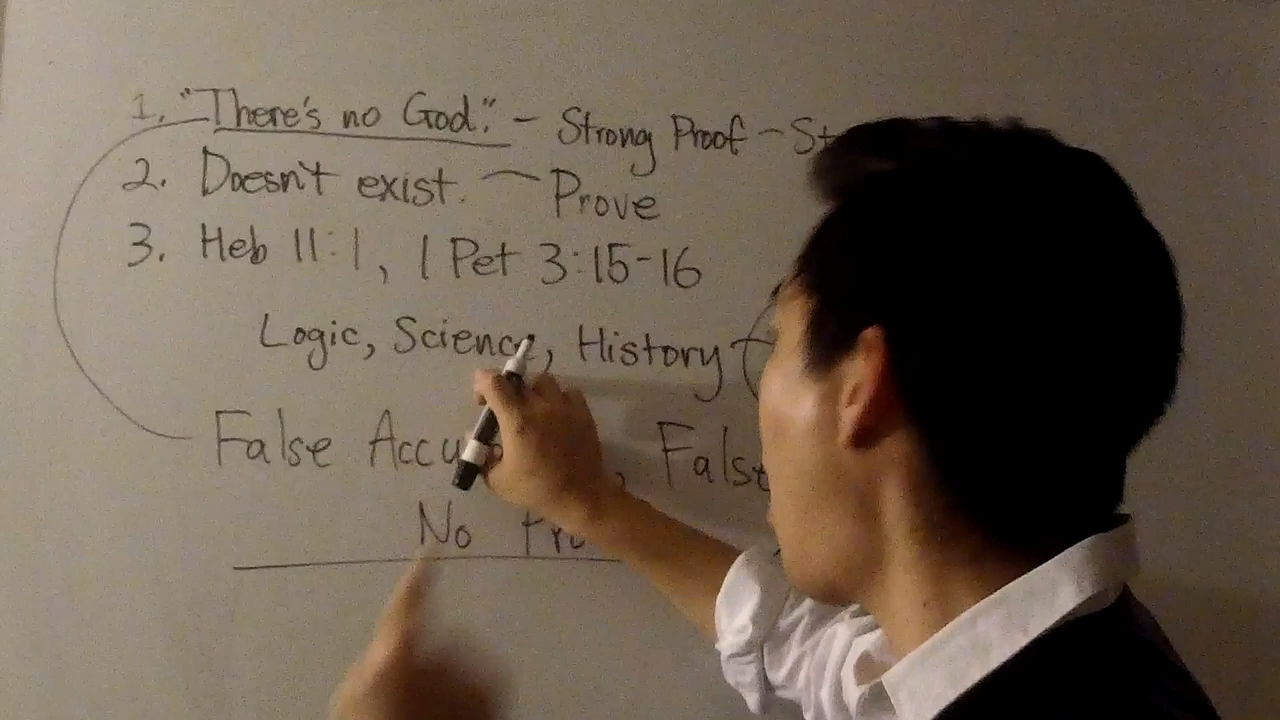 1. "There's no God." - Strong Proof - St
2. Doesn't exist. — Prove
3. Heb 11:1, 1 Pet 3:15-16
Logic, Science, History
False
No